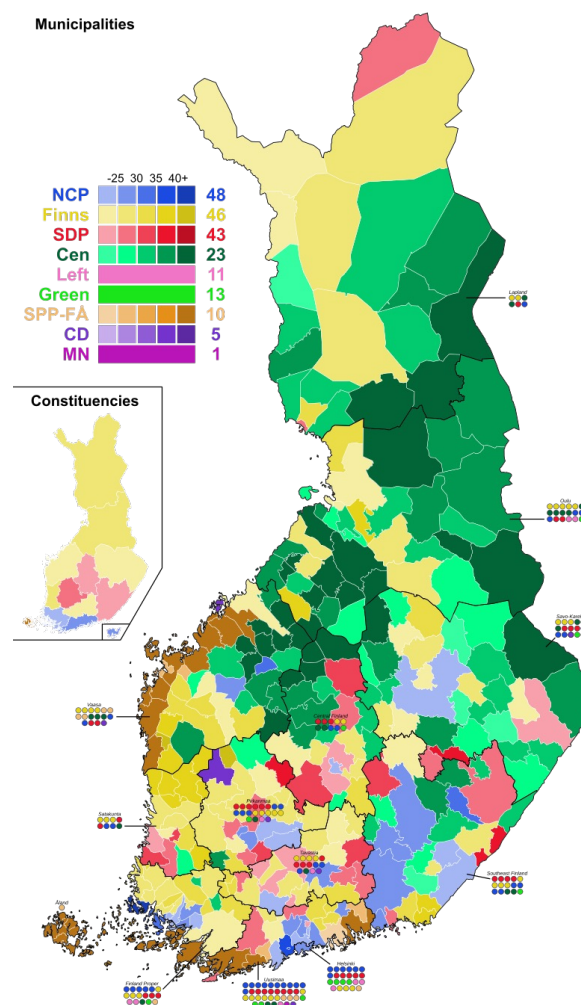 Municipalities
-25 30 35 40+
NCP 48
Finns 46
SDP 43
Cen 23
Left 11
Green 13
SPP-FÅ 10
CD 5
MN 1
Constituencies
Lapland
Oulu
Savo-Karelia
Vaasa
Central Finland
Satakunta
Pirkanmaa
Tavastia
Southeast Finland
Åland
Finland Proper
Uusimaa
Helsinki